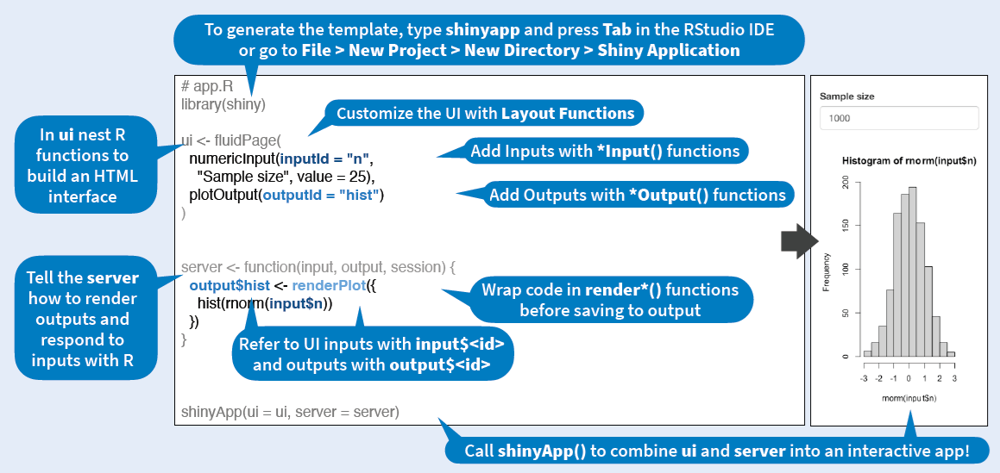 To generate the template, type shinyapp and press Tab in the RStudio IDE
or go to File > New Project > New Directory > Shiny Application
# app.R
library(shiny)
Customize the UI with Layout Functions
In ui nest R
functions to
build an HTML
interface
ui <- fluidPage(
numericInput(inputId = "n",
"Sample size", value = 25),
plotOutput(outputId = "hist")
)
Add Inputs with *Input() functions
Add Outputs with *Output() functions
Tell the server
how to render
outputs and
respond to
inputs with R
server <- function(input, output, session) {
output$hist <- renderPlot({
hist(rnorm(input$n))
})
}
Wrap code in render*() functions
before saving to output
Refer to UI inputs with input$<id>
and outputs with output$<id>
shinyApp(ui = ui, server = server)
Call shinyApp() to combine ui and server into an interactive app!
Sample size
1000
Histogram of rnorm(input$n)
Frequency
200
150
100
50
0
-3 -2 -1 0 1 2 3
rnorm(input$n)